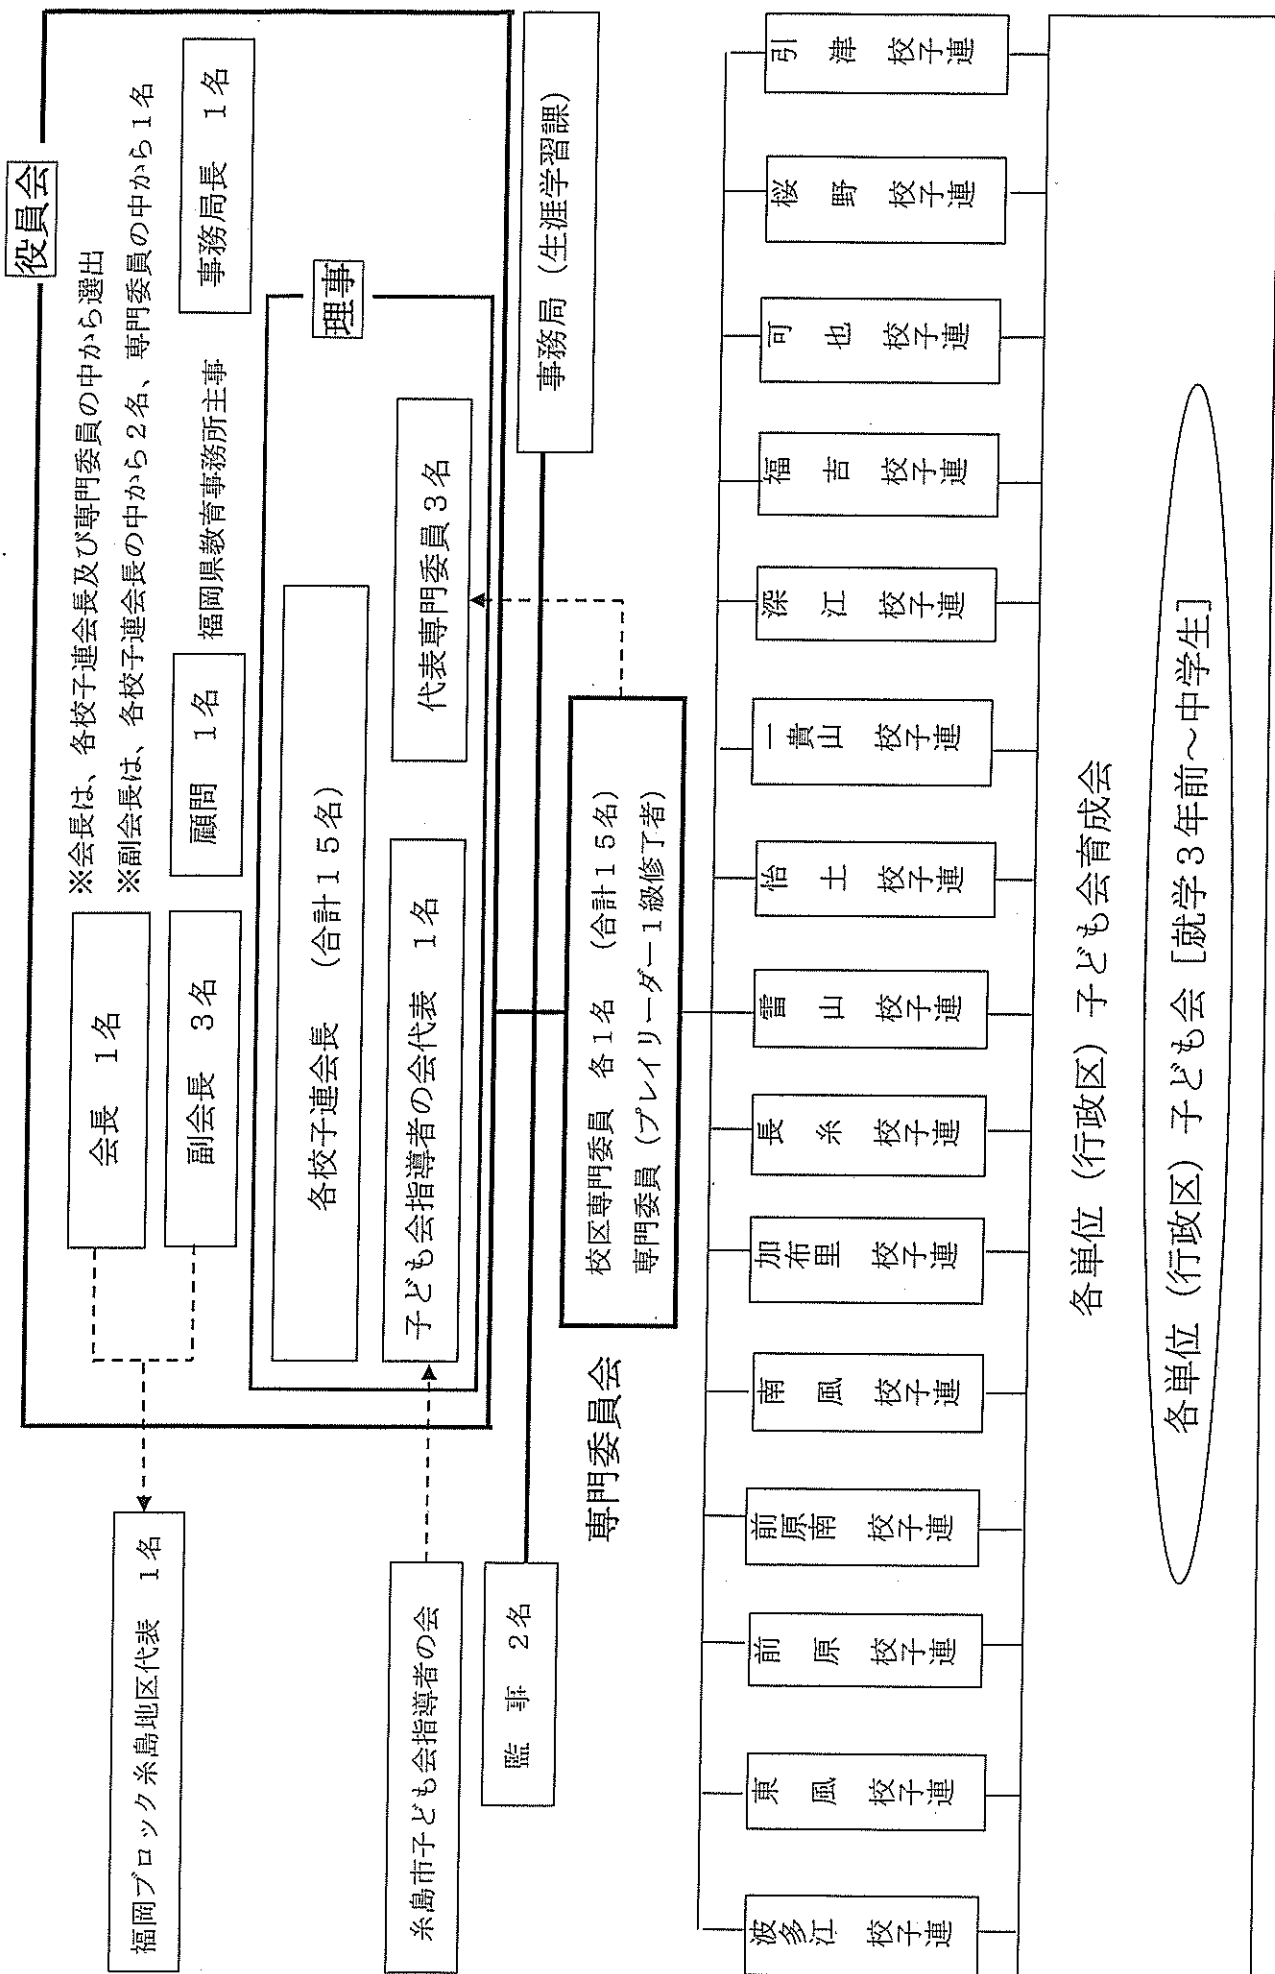 役員会
※会長は、各校子連会長及び専門委員の中から選出
※副会長は、各校子連会長の中から2名、専門委員の中から1名
会長　1名
副会長　3名
顧問　1名
福岡県教育事務所主事
事務局長　1名
福岡ブロック糸島地区代表　1名
理事
各校子連会長　(合計15名)
子ども会指導者の会代表　1名
代表専門委員3名
糸島市子ども会指導者の会
監　事　2名
事務局（生涯学習課）
専門委員会
校区専門委員　各1名　(合計15名)
専門委員（プレイリーダー1級修了者）
波多江　校子連
東　風　校子連
前　原　校子連
前原南　校子連
南　風　校子連
加布里　校子連
長　糸　校子連
雷　山　校子連
怡　土　校子連
一貴山　校子連
深　江　校子連
福　吉　校子連
可　也　校子連
桜　野　校子連
引　津　校子連
各単位（行政区）子ども会育成会
各単位（行政区）子ども会［就学3年前～中学生］